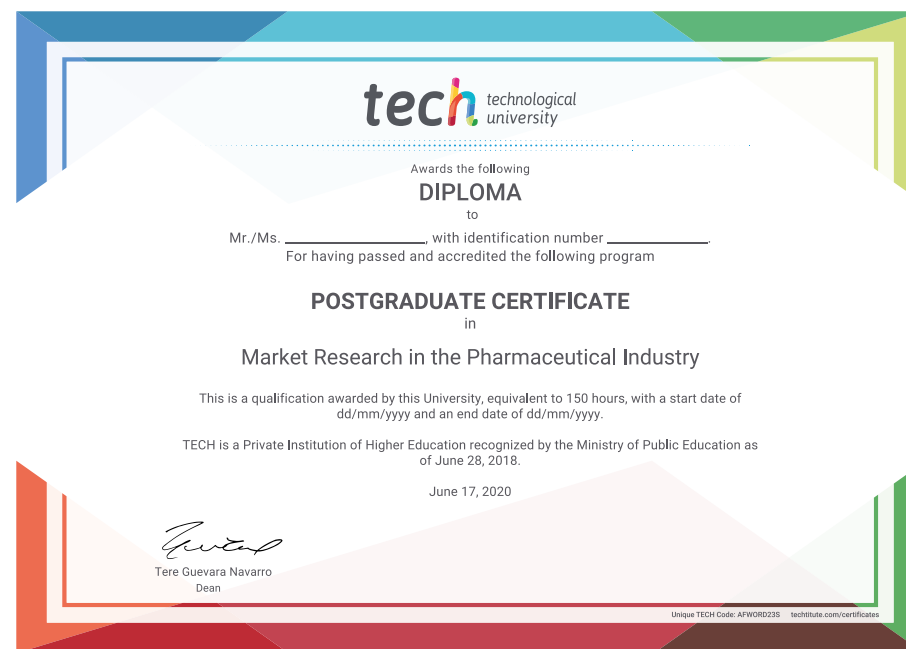 tech technological
university
Awards the following
DIPLOMA
to
Mr./Ms. ____________________, with identification number ______________.
For having passed and accredited the following program
POSTGRADUATE CERTIFICATE
in
Market Research in the Pharmaceutical Industry
This is a qualification awarded by this University, equivalent to 150 hours, with a start date of
dd/mm/yyyy and an end date of dd/mm/yyyy.
TECH is a Private Institution of Higher Education recognized by the Ministry of Public Education as
of June 28, 2018.
June 17, 2020
Tere Guevara Navarro
Dean
Unique TECH Code: AFWORD23S techtitute.com/certificates